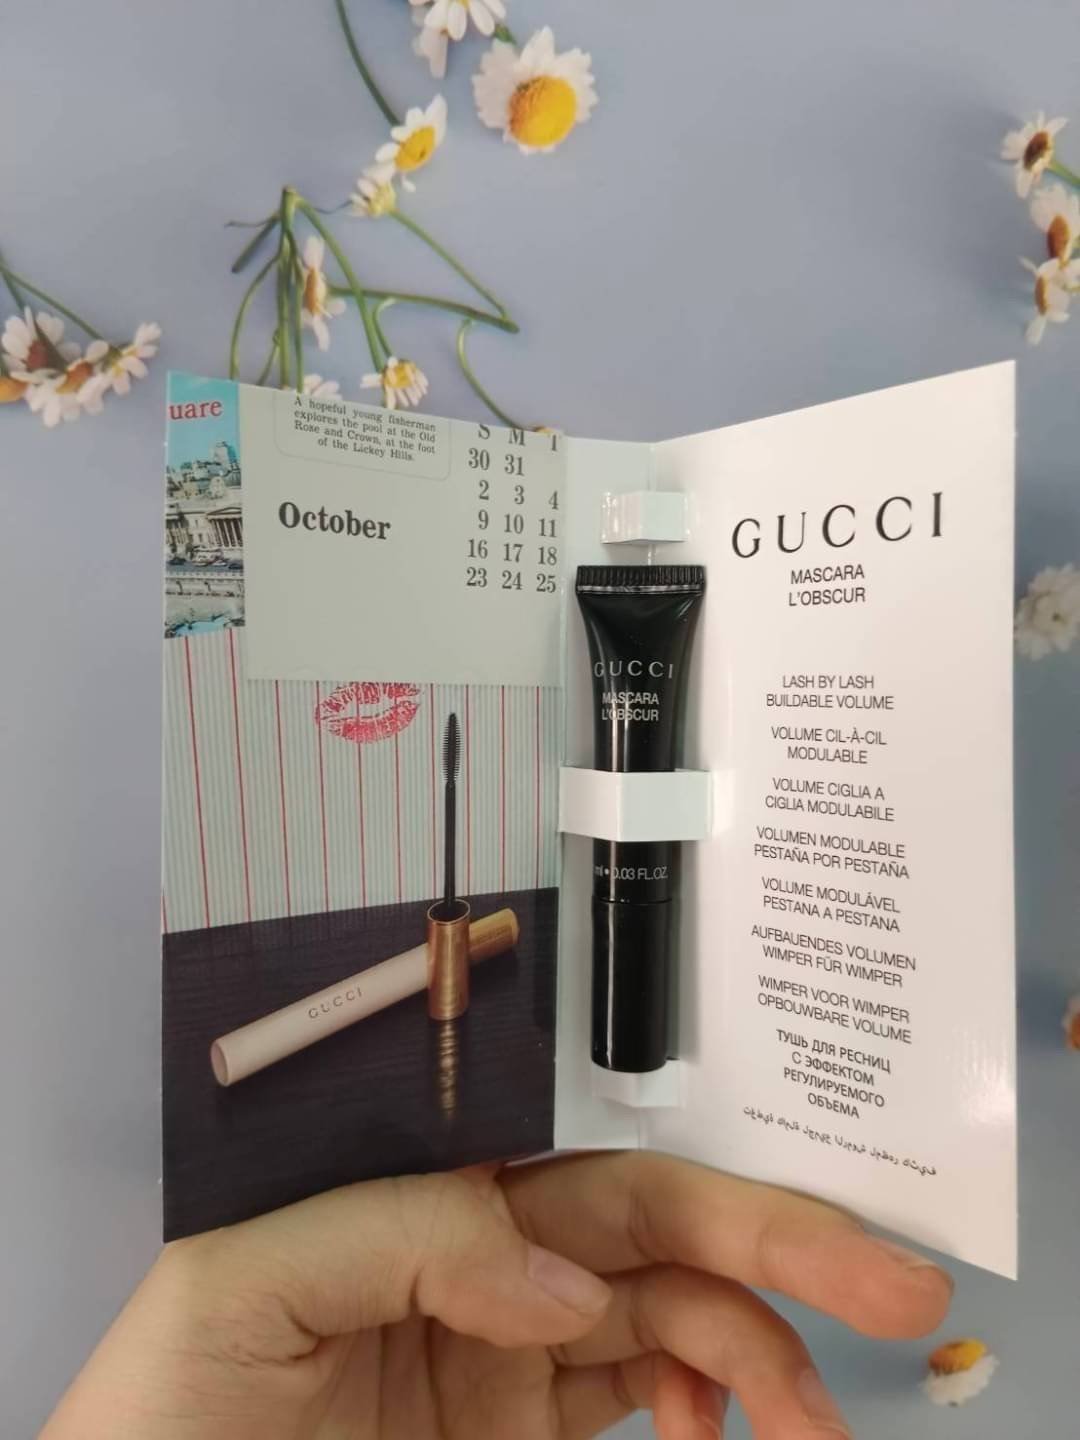 uare
A hopeful young fisherman
explores the pool at the Old
Rose and Crown, at the foot
of the Lickey Hills.
October
S M T
30 31
2 3 4
9 10 11
16 17 18
23 24 25
GUCCI
GUCCI
MASCARA
L'OBSCUR
ml • 0.03 FL.OZ.
GUCCI
MASCARA
L'OBSCUR
LASH BY LASH
BUILDABLE VOLUME
VOLUME CIL-À-CIL
MODULABLE
VOLUME CIGLIA A
CIGLIA MODULABILE
VOLUMEN MODULABLE
PESTAÑA POR PESTAÑA
VOLUME MODULÁVEL
PESTANA A PESTANA
AUFBAUENDES VOLUMEN
WIMPER FÜR WIMPER
WIMPER VOOR WIMPER
OPBOUWBARE VOLUME
ТУШЬ ДЛЯ РЕСНИЦ
С ЭФФЕКТОМ
РЕГУЛИРУЕМОГО
ОБЪЕМА